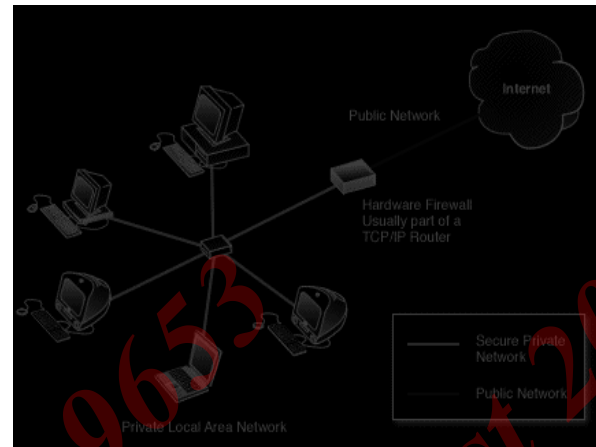 Internet
Public Network
Hardware Firewall
Usually part of a
TCP/IP Router
Secure Private
Network
Public Network
Private Local Area Network
9653